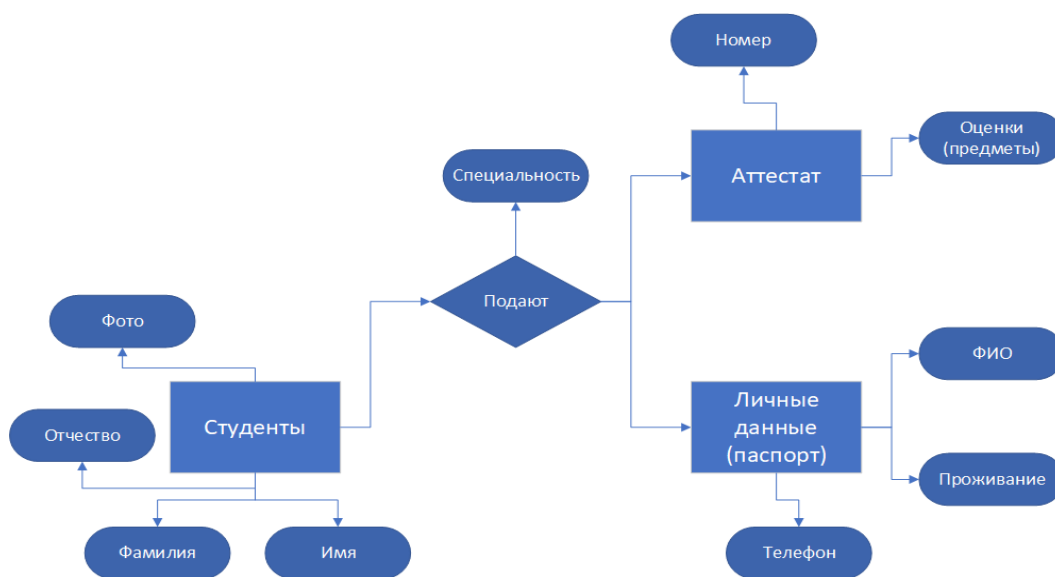 Номер
Оценки
(предметы)
Аттестат
Специальность
Подают
Фото
ФИО
Студенты
Личные
данные
(паспорт)
Отчество
Проживание
Фамилия
Имя
Телефон